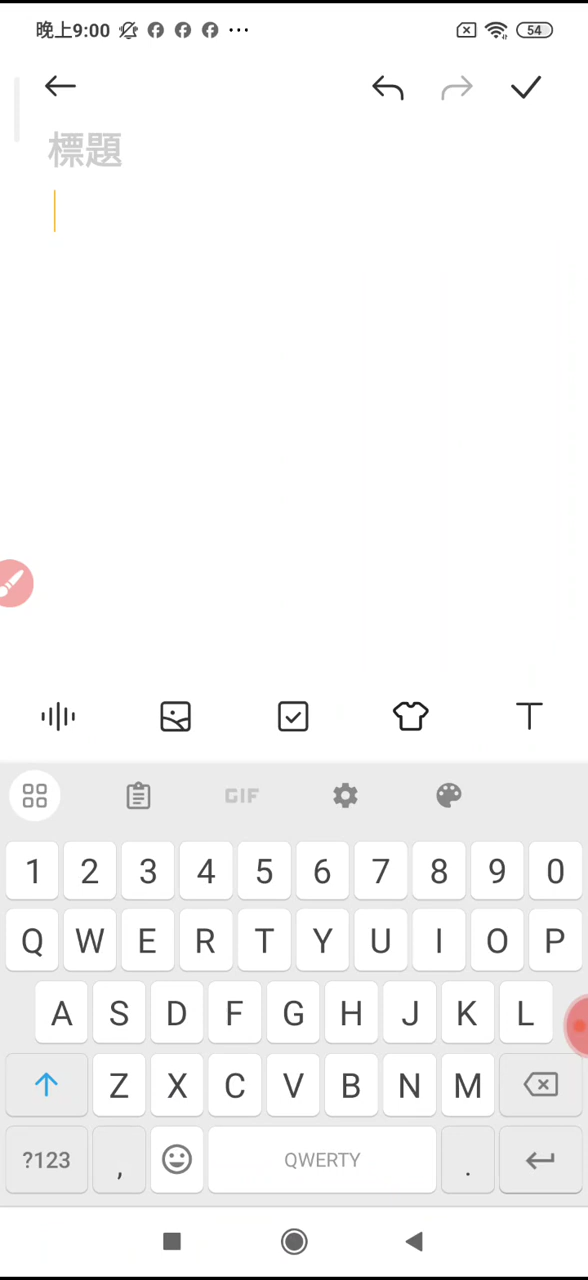 晚上9:00 54
標題
GIF
1 2 3 4 5 6 7 8 9 0
Q W E R T Y U I O P
A S D F G H J K L
Z X C V B N M
?123 , QWERTY .